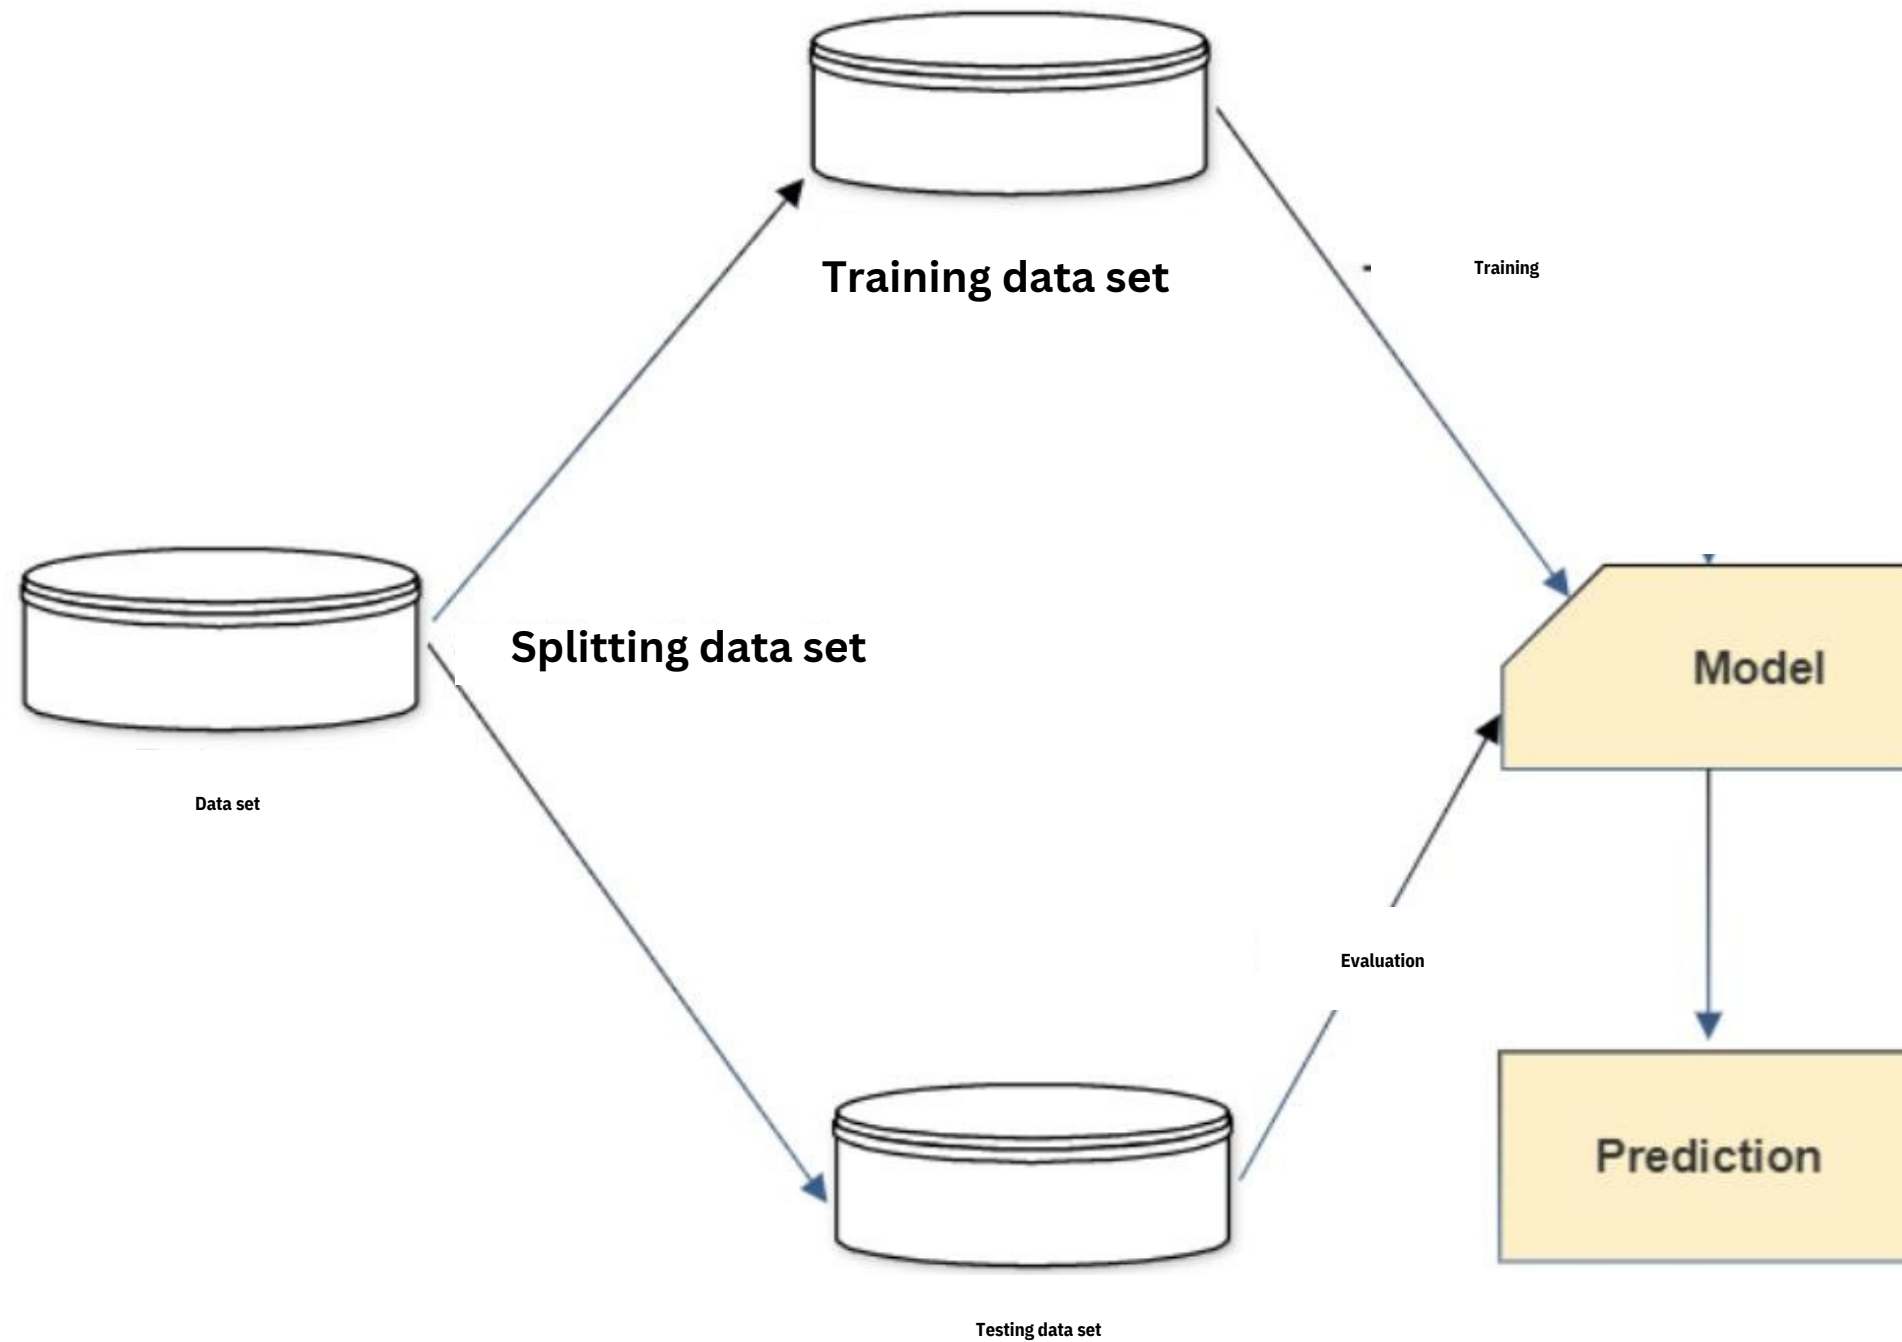 Training data set
Training
Splitting data set
Model
Data set
Evaluation
Prediction
Testing data set